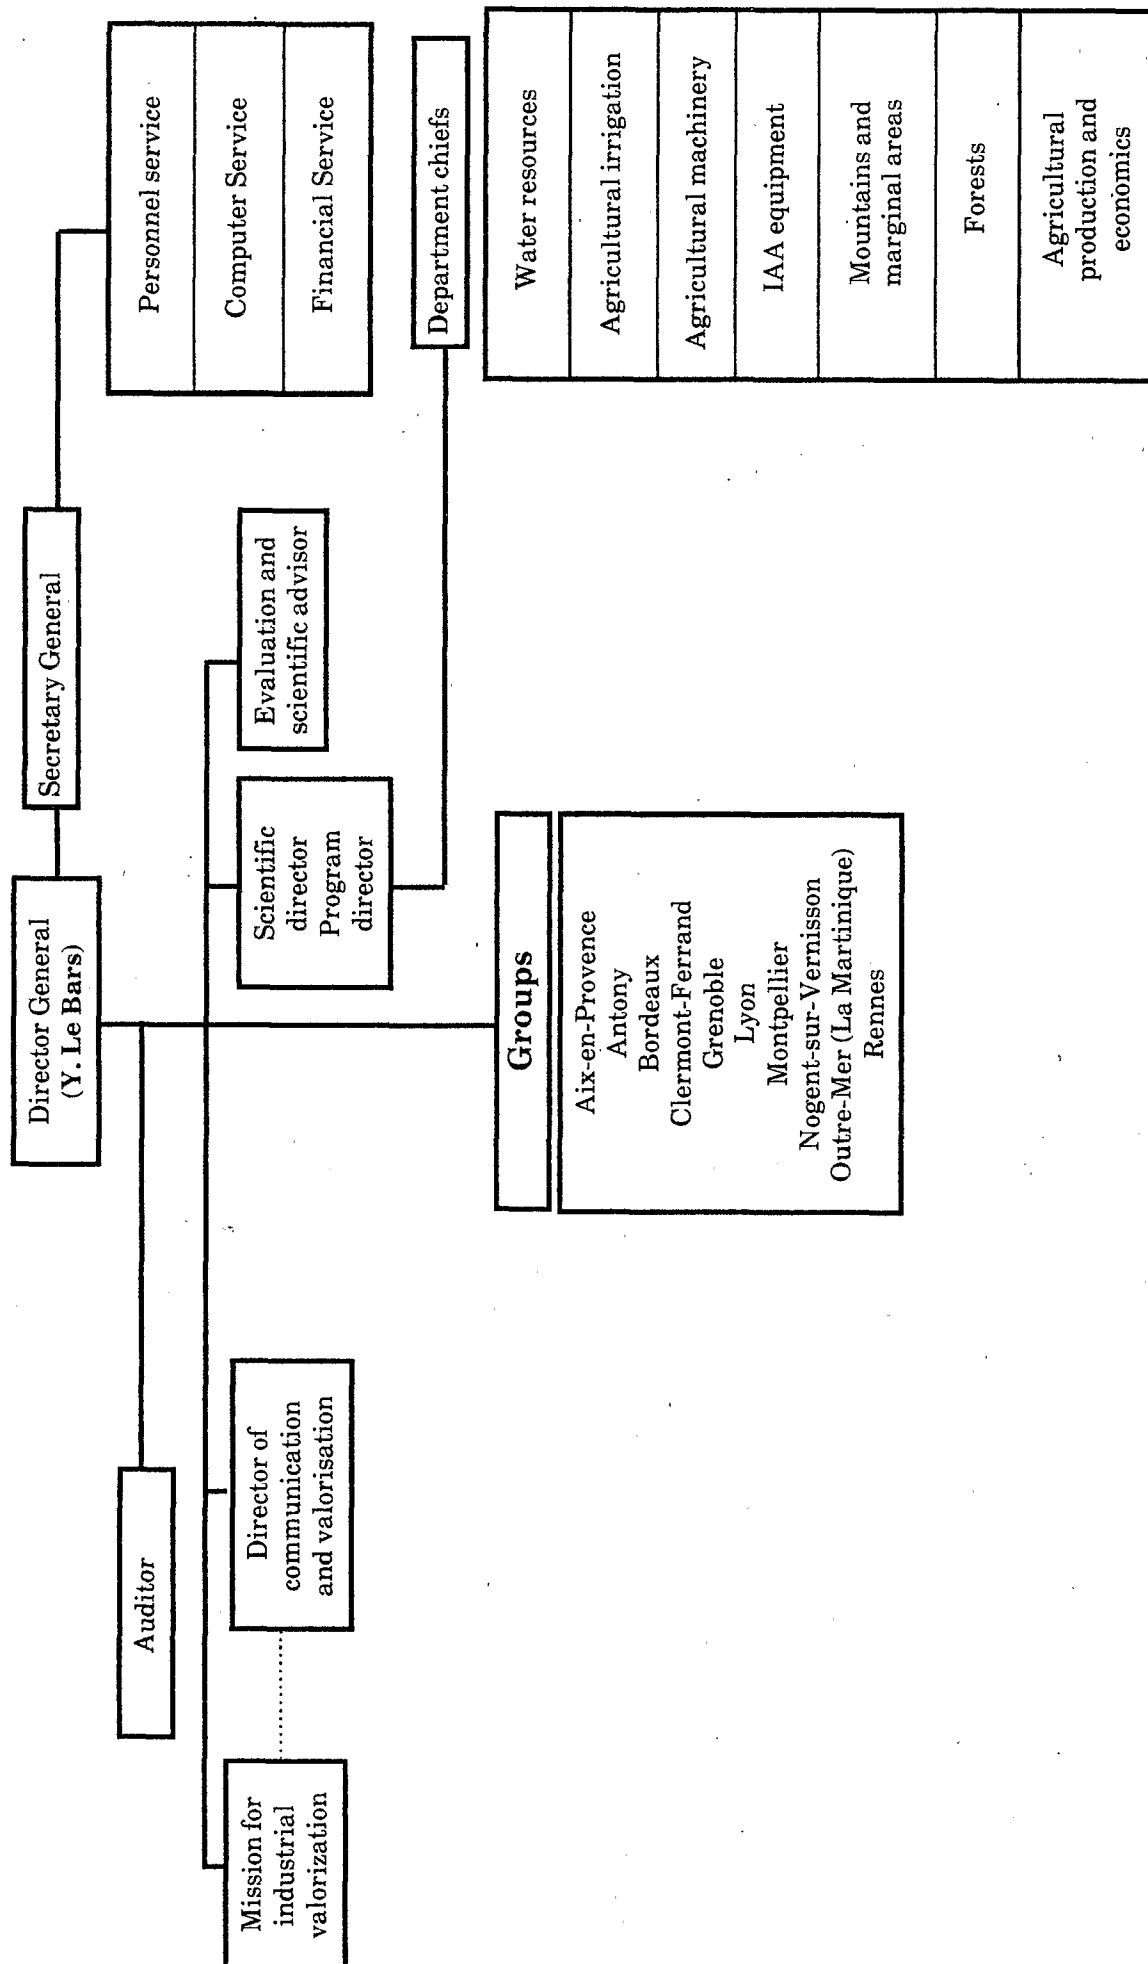 Director General
(Y. Le Bars)
Secretary General
Personnel service
Computer Service
Financial Service
Auditor
Mission for
industrial
valorization
Director of
communication
and valorisation
Scientific
director
Program
director
Evaluation and
scientific advisor
Department chiefs
Water resources
Agricultural irrigation
Agricultural machinery
IAA equipment
Mountains and
marginal areas
Forests
Agricultural
production and
economics
Groups
Aix-en-Provence
Antony
Bordeaux
Clermont-Ferrand
Grenoble
Lyon
Montpellier
Nogent-sur-Vernisson
Outre-Mer (La Martinique)
Rennes